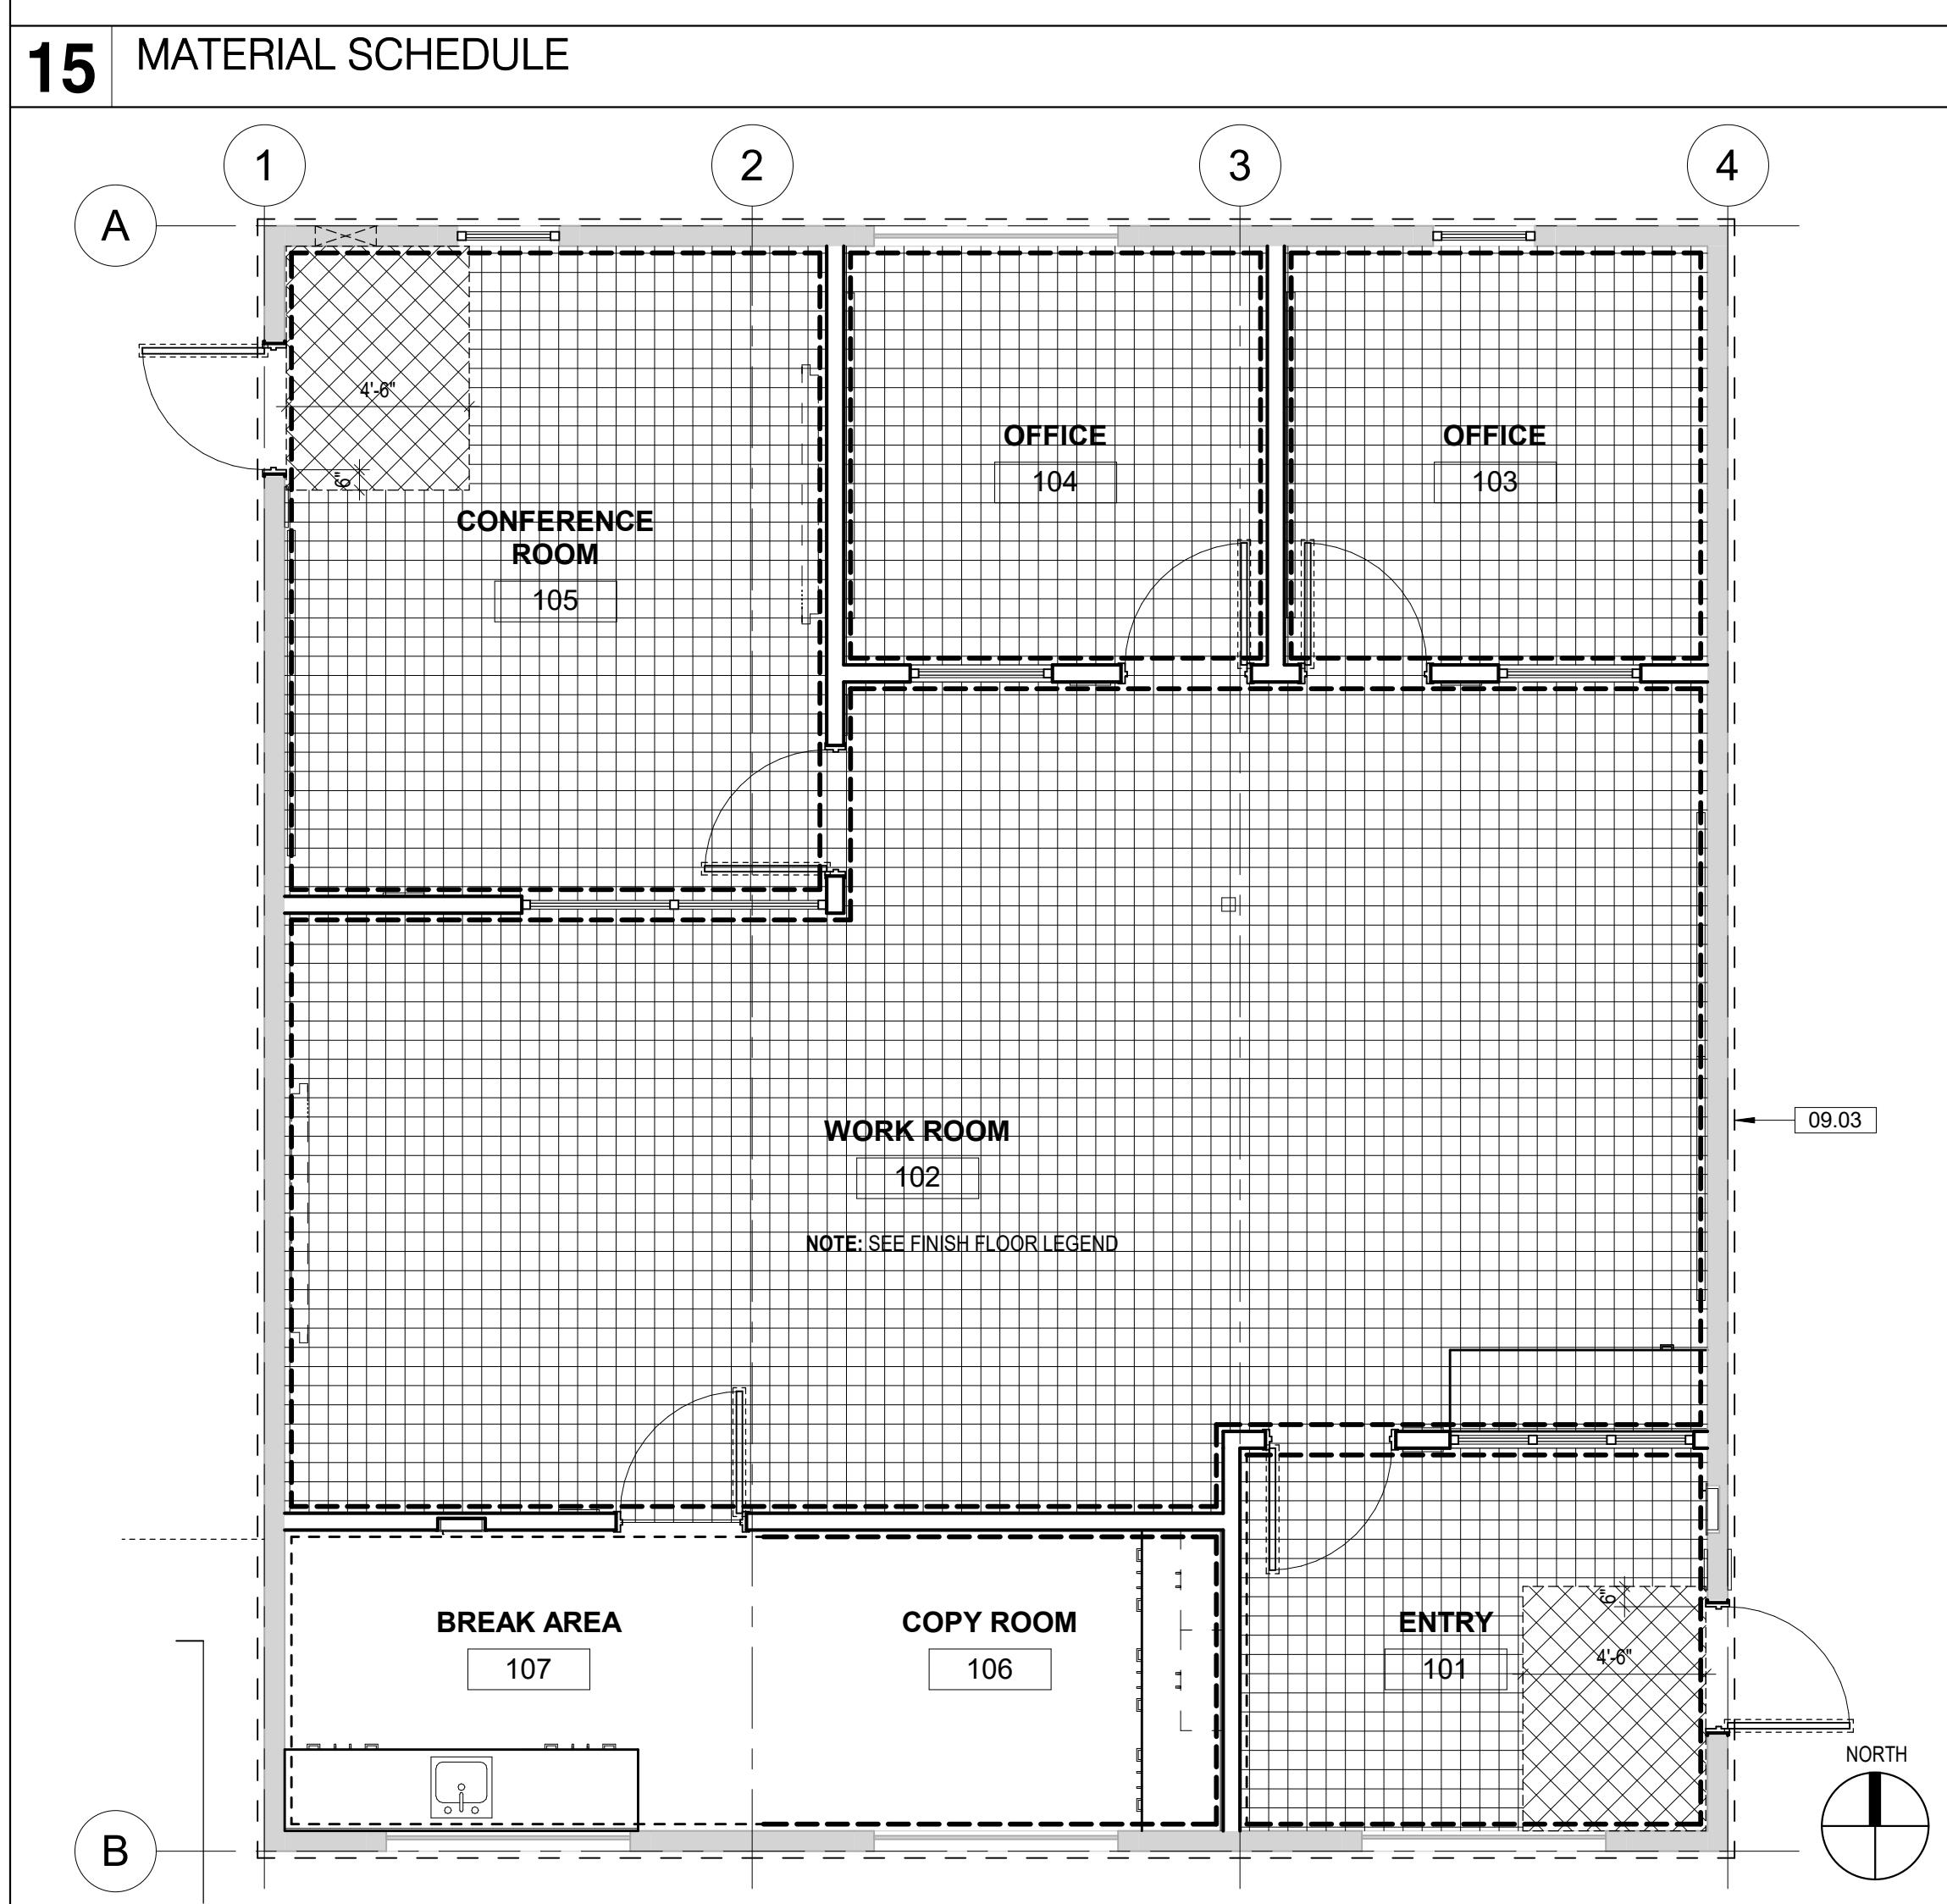 15 MATERIAL SCHEDULE
1 2 3 4
A
4'-6"
6"
OFFICE
104
OFFICE
103
CONFERENCE
ROOM
105
WORK ROOM
102
09.03
NOTE: SEE FINISH FLOOR LEGEND
6"
BREAK AREA
107
COPY ROOM
106
ENTRY
101
4'-6"
NORTH
B